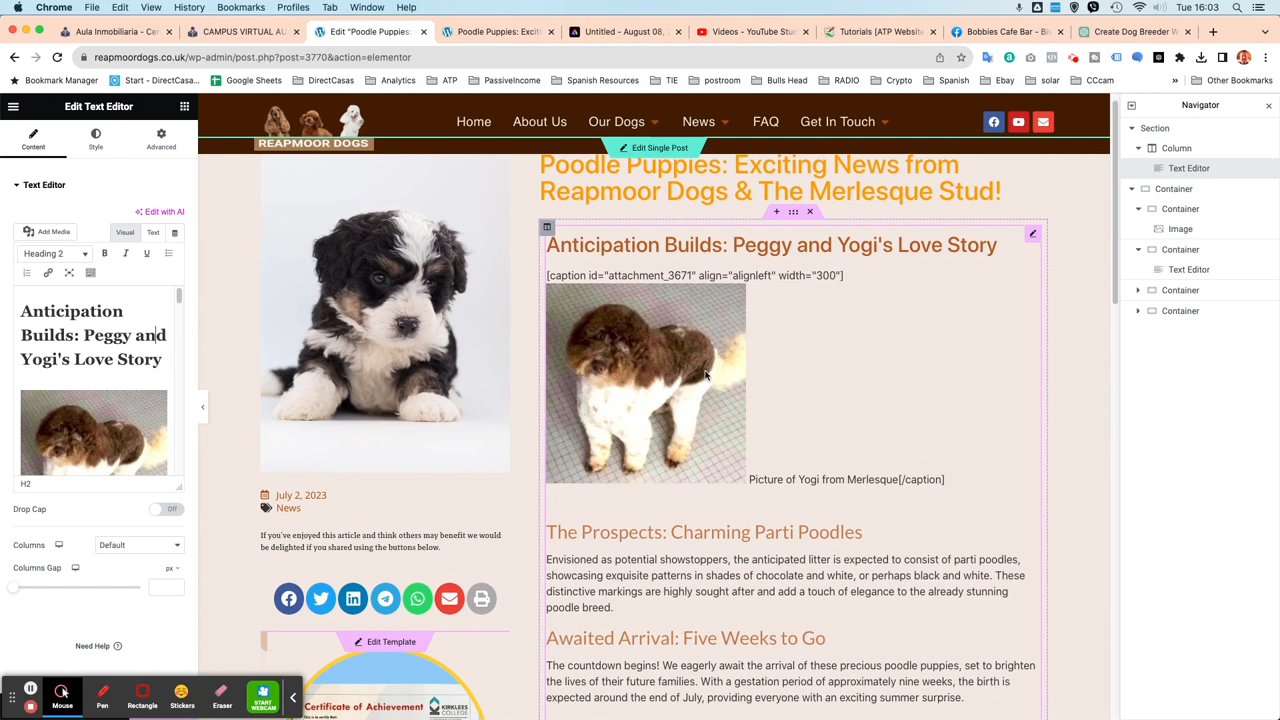 Chrome File Edit View History Bookmarks Profiles Tab Window Help Tue 16:03
Aula Inmobiliaria - Cer CAMPUS VIRTUAL AU Edit "Poodle Puppies: Poodle Puppies: Exciti Untitled - August 08, Videos - YouTube Stu Tutorials [ATP Website Bobbies Cafe Bar - Bis Create Dog Breeder W
reapmoordogs.co.uk/wp-admin/post.php?post=3770&action=elementor
Bookmark Manager Start - DirectCasa... Google Sheets DirectCasas Analytics ATP PassiveIncome Spanish Resources TIE postroom Bulls Head RADIO Crypto Spanish Ebay solar CCcam » Other Bookmarks
Edit Text Editor
Content Style Advanced
Text Editor
Edit with AI
Add Media Visual Text
Heading 2 B I U
Anticipation
Builds: Peggy and
Yogi's Love Story
H2
Drop Cap Off
Columns Default
Columns Gap px
Need Help
Mouse Pen Rectangle Stickers Eraser START WEBCAM
REAPMOOR DOGS
Home About Us Our Dogs News FAQ Get In Touch
Edit Single Post
Poodle Puppies: Exciting News from
Reapmoor Dogs & The Merlesque Stud!
Anticipation Builds: Peggy and Yogi's Love Story
[caption id="attachment_3671" align="alignleft" width="300"]
Picture of Yogi from Merlesque[/caption]
July 2, 2023
News
If you've enjoyed this article and think others may benefit we would
be delighted if you shared using the buttons below.
Edit Template
Certificate of Achievement KIRKLEES COLLEGE
This is to certify that:
The Prospects: Charming Parti Poodles
Envisioned as potential showstoppers, the anticipated litter is expected to consist of parti poodles,
showcasing exquisite patterns in shades of chocolate and white, or perhaps black and white. These
distinctive markings are highly sought after and add a touch of elegance to the already stunning
poodle breed.
Awaited Arrival: Five Weeks to Go
The countdown begins! We eagerly await the arrival of these precious poodle puppies, set to brighten
the lives of their future families. With a gestation period of approximately nine weeks, the birth is
expected around the end of July, providing everyone with an exciting summer surprise.
Navigator
Section
Column
Text Editor
Container
Container
Image
Container
Text Editor
Container
Container